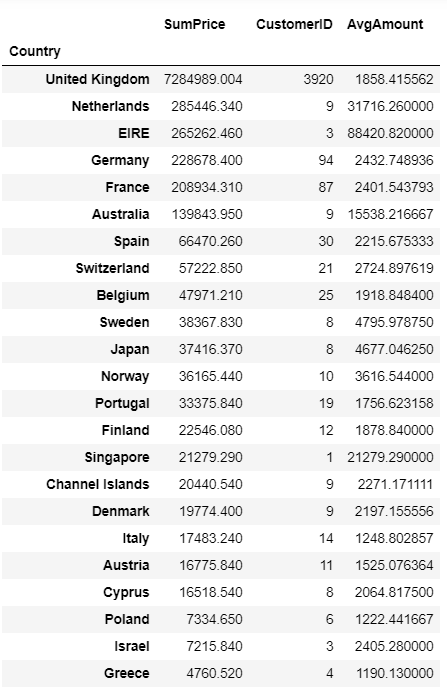 SumPrice CustomerID AvgAmount
Country
United Kingdom 7284989.004 3920 1858.415562
Netherlands 285446.340 9 31716.260000
EIRE 265262.460 3 88420.820000
Germany 228678.400 94 2432.748936
France 208934.310 87 2401.543793
Australia 139843.950 9 15538.216667
Spain 66470.260 30 2215.675333
Switzerland 57222.850 21 2724.897619
Belgium 47971.210 25 1918.848400
Sweden 38367.830 8 4795.978750
Japan 37416.370 8 4677.046250
Norway 36165.440 10 3616.544000
Portugal 33375.840 19 1756.623158
Finland 22546.080 12 1878.840000
Singapore 21279.290 1 21279.290000
Channel Islands 20440.540 9 2271.171111
Denmark 19774.400 9 2197.155556
Italy 17483.240 14 1248.802857
Austria 16775.840 11 1525.076364
Cyprus 16518.540 8 2064.817500
Poland 7334.650 6 1222.441667
Israel 7215.840 3 2405.280000
Greece 4760.520 4 1190.130000